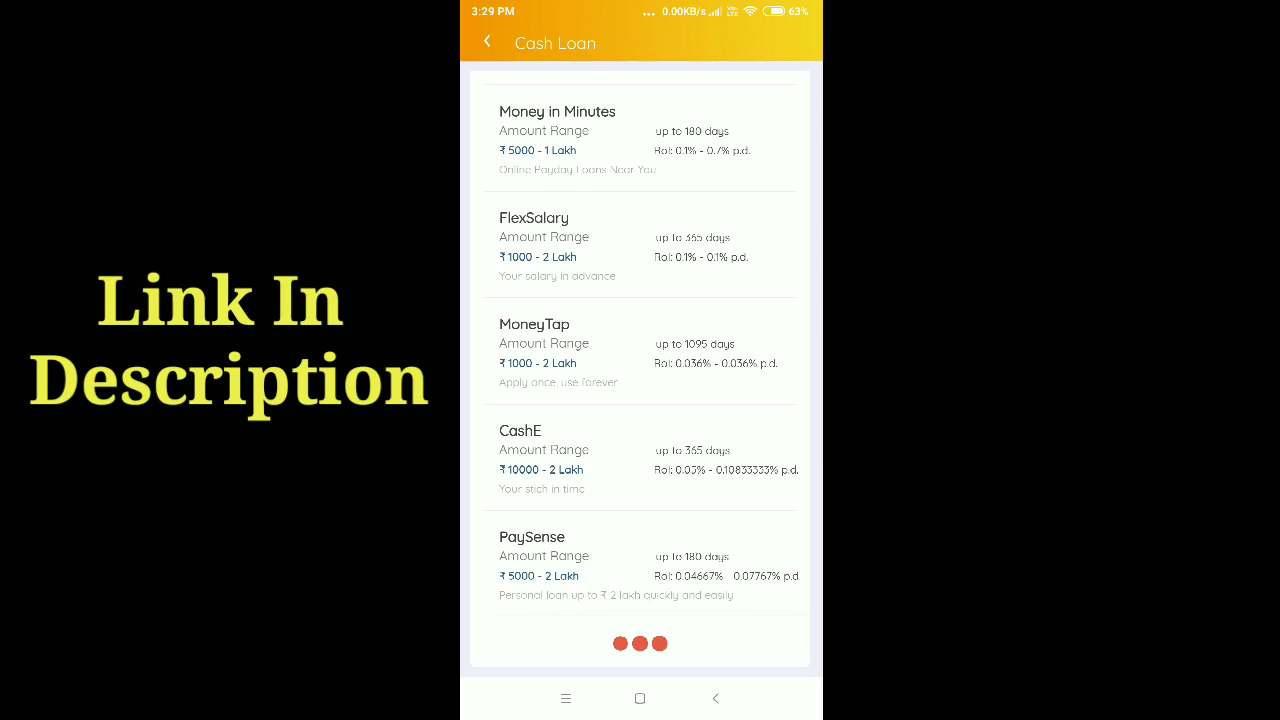 3:29 PM ... 0.00KB/s VoLTE 63%
Cash Loan
Link In
Description
Money in Minutes
Amount Range up to 180 days
₹ 5000 - 1 Lakh RoI: 0.1% - 0.7% p.d.
Online Payday Loans Near You
FlexSalary
Amount Range up to 365 days
₹ 1000 - 2 Lakh RoI: 0.1% - 0.1% p.d.
Your salary in advance
MoneyTap
Amount Range up to 1095 days
₹ 1000 - 2 Lakh RoI: 0.036% - 0.036% p.d.
Apply once, use forever
CashE
Amount Range up to 365 days
₹ 10000 - 2 Lakh RoI: 0.05% - 0.10833333% p.d.
Your stich in time
PaySense
Amount Range up to 180 days
₹ 5000 - 2 Lakh RoI: 0.04667% 0.07767% p.d.
Personal loan up to ₹ 2 lakh quickly and easily